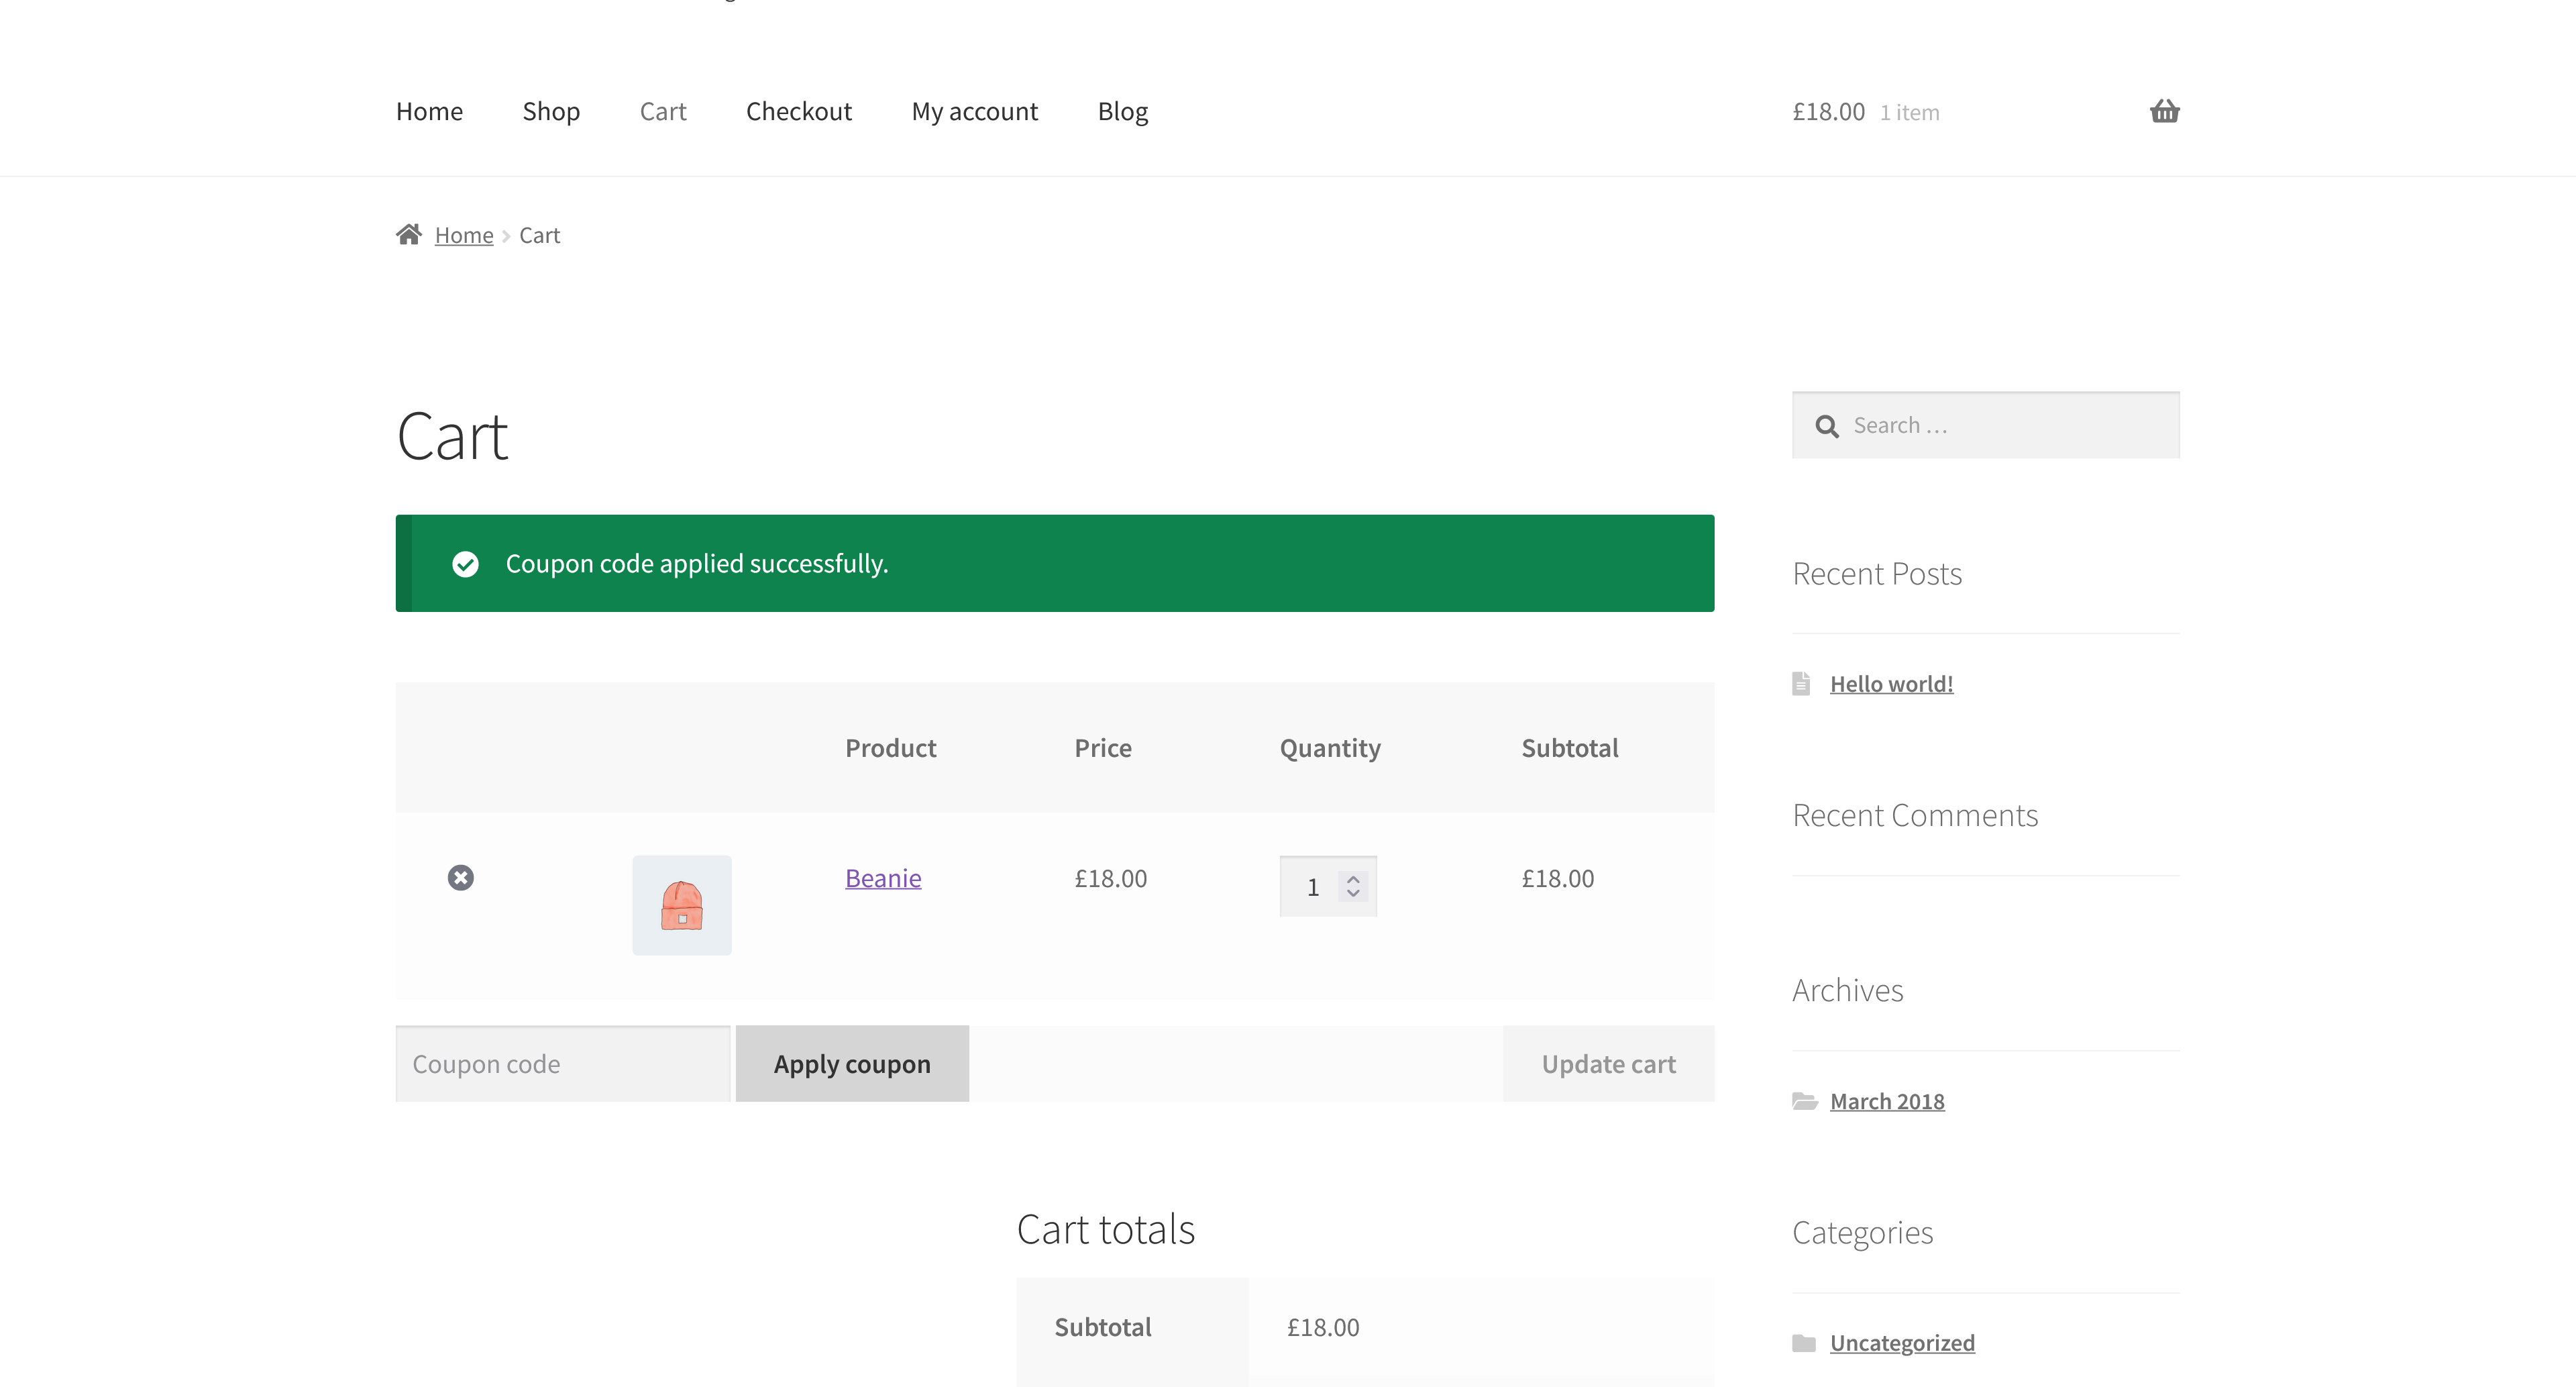 Home Shop Cart Checkout My account Blog £18.00 1 item
Home Cart
Cart
Search …
Coupon code applied successfully.
Recent Posts
Hello world!
Product Price Quantity Subtotal
Recent Comments
Beanie £18.00 1 £18.00
Archives
Coupon code Apply coupon Update cart
March 2018
Cart totals
Categories
Subtotal £18.00
Uncategorized